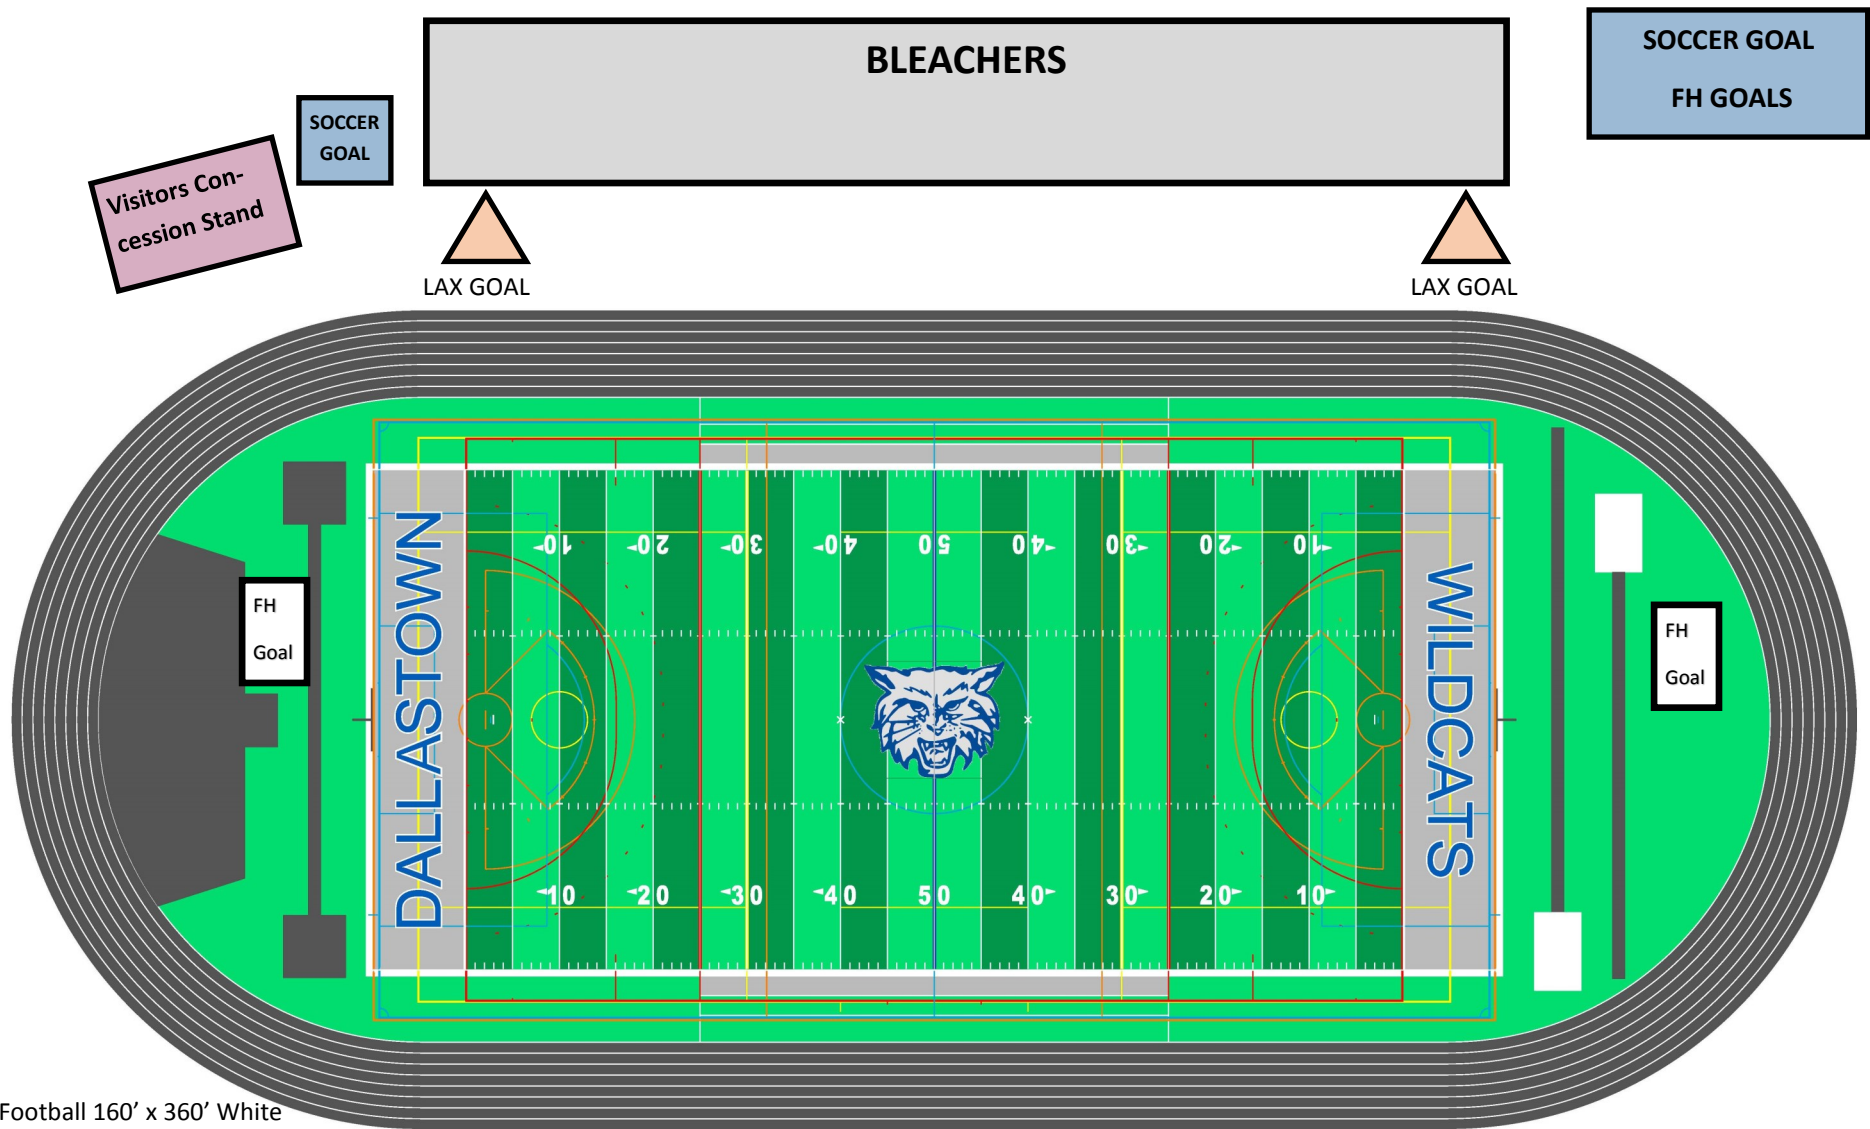 BLEACHERS
SOCCER GOAL
FH GOALS
SOCCER
GOAL
Visitors Con-
cession Stand
LAX GOAL
LAX GOAL
10 20 30 40 50 40 30 20 10
FH
Goal
DALLASTOWN
WILDCATS
FH
Goal
10 20 30 40 50 40 30 20 10
Football 160’ x 360’ White